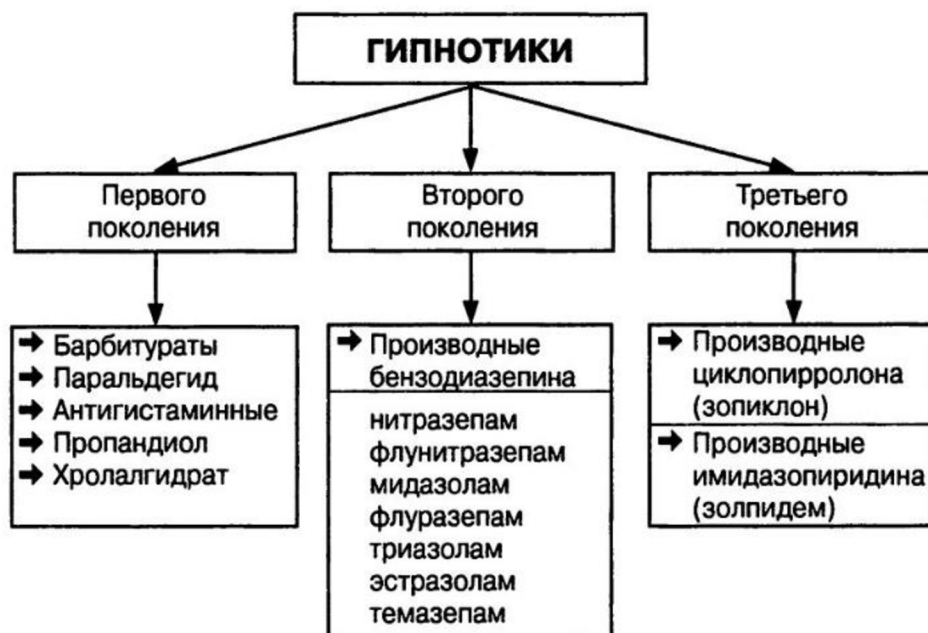 ГИПНОТИКИ
Первого
поколения
Второго
поколения
Третьего
поколения
➔ Барбитураты
➔ Паральдегид
➔ Антигистаминные
➔ Пропандиол
➔ Хролалгидрат
➔ Производные
бензодиазепина
нитразепам
флунитразепам
мидазолам
флуразепам
триазолам
эстразолам
темазепам
➔ Производные
циклопирролона
(зопиклон)
➔ Производные
имидазопиридина
(золпидем)